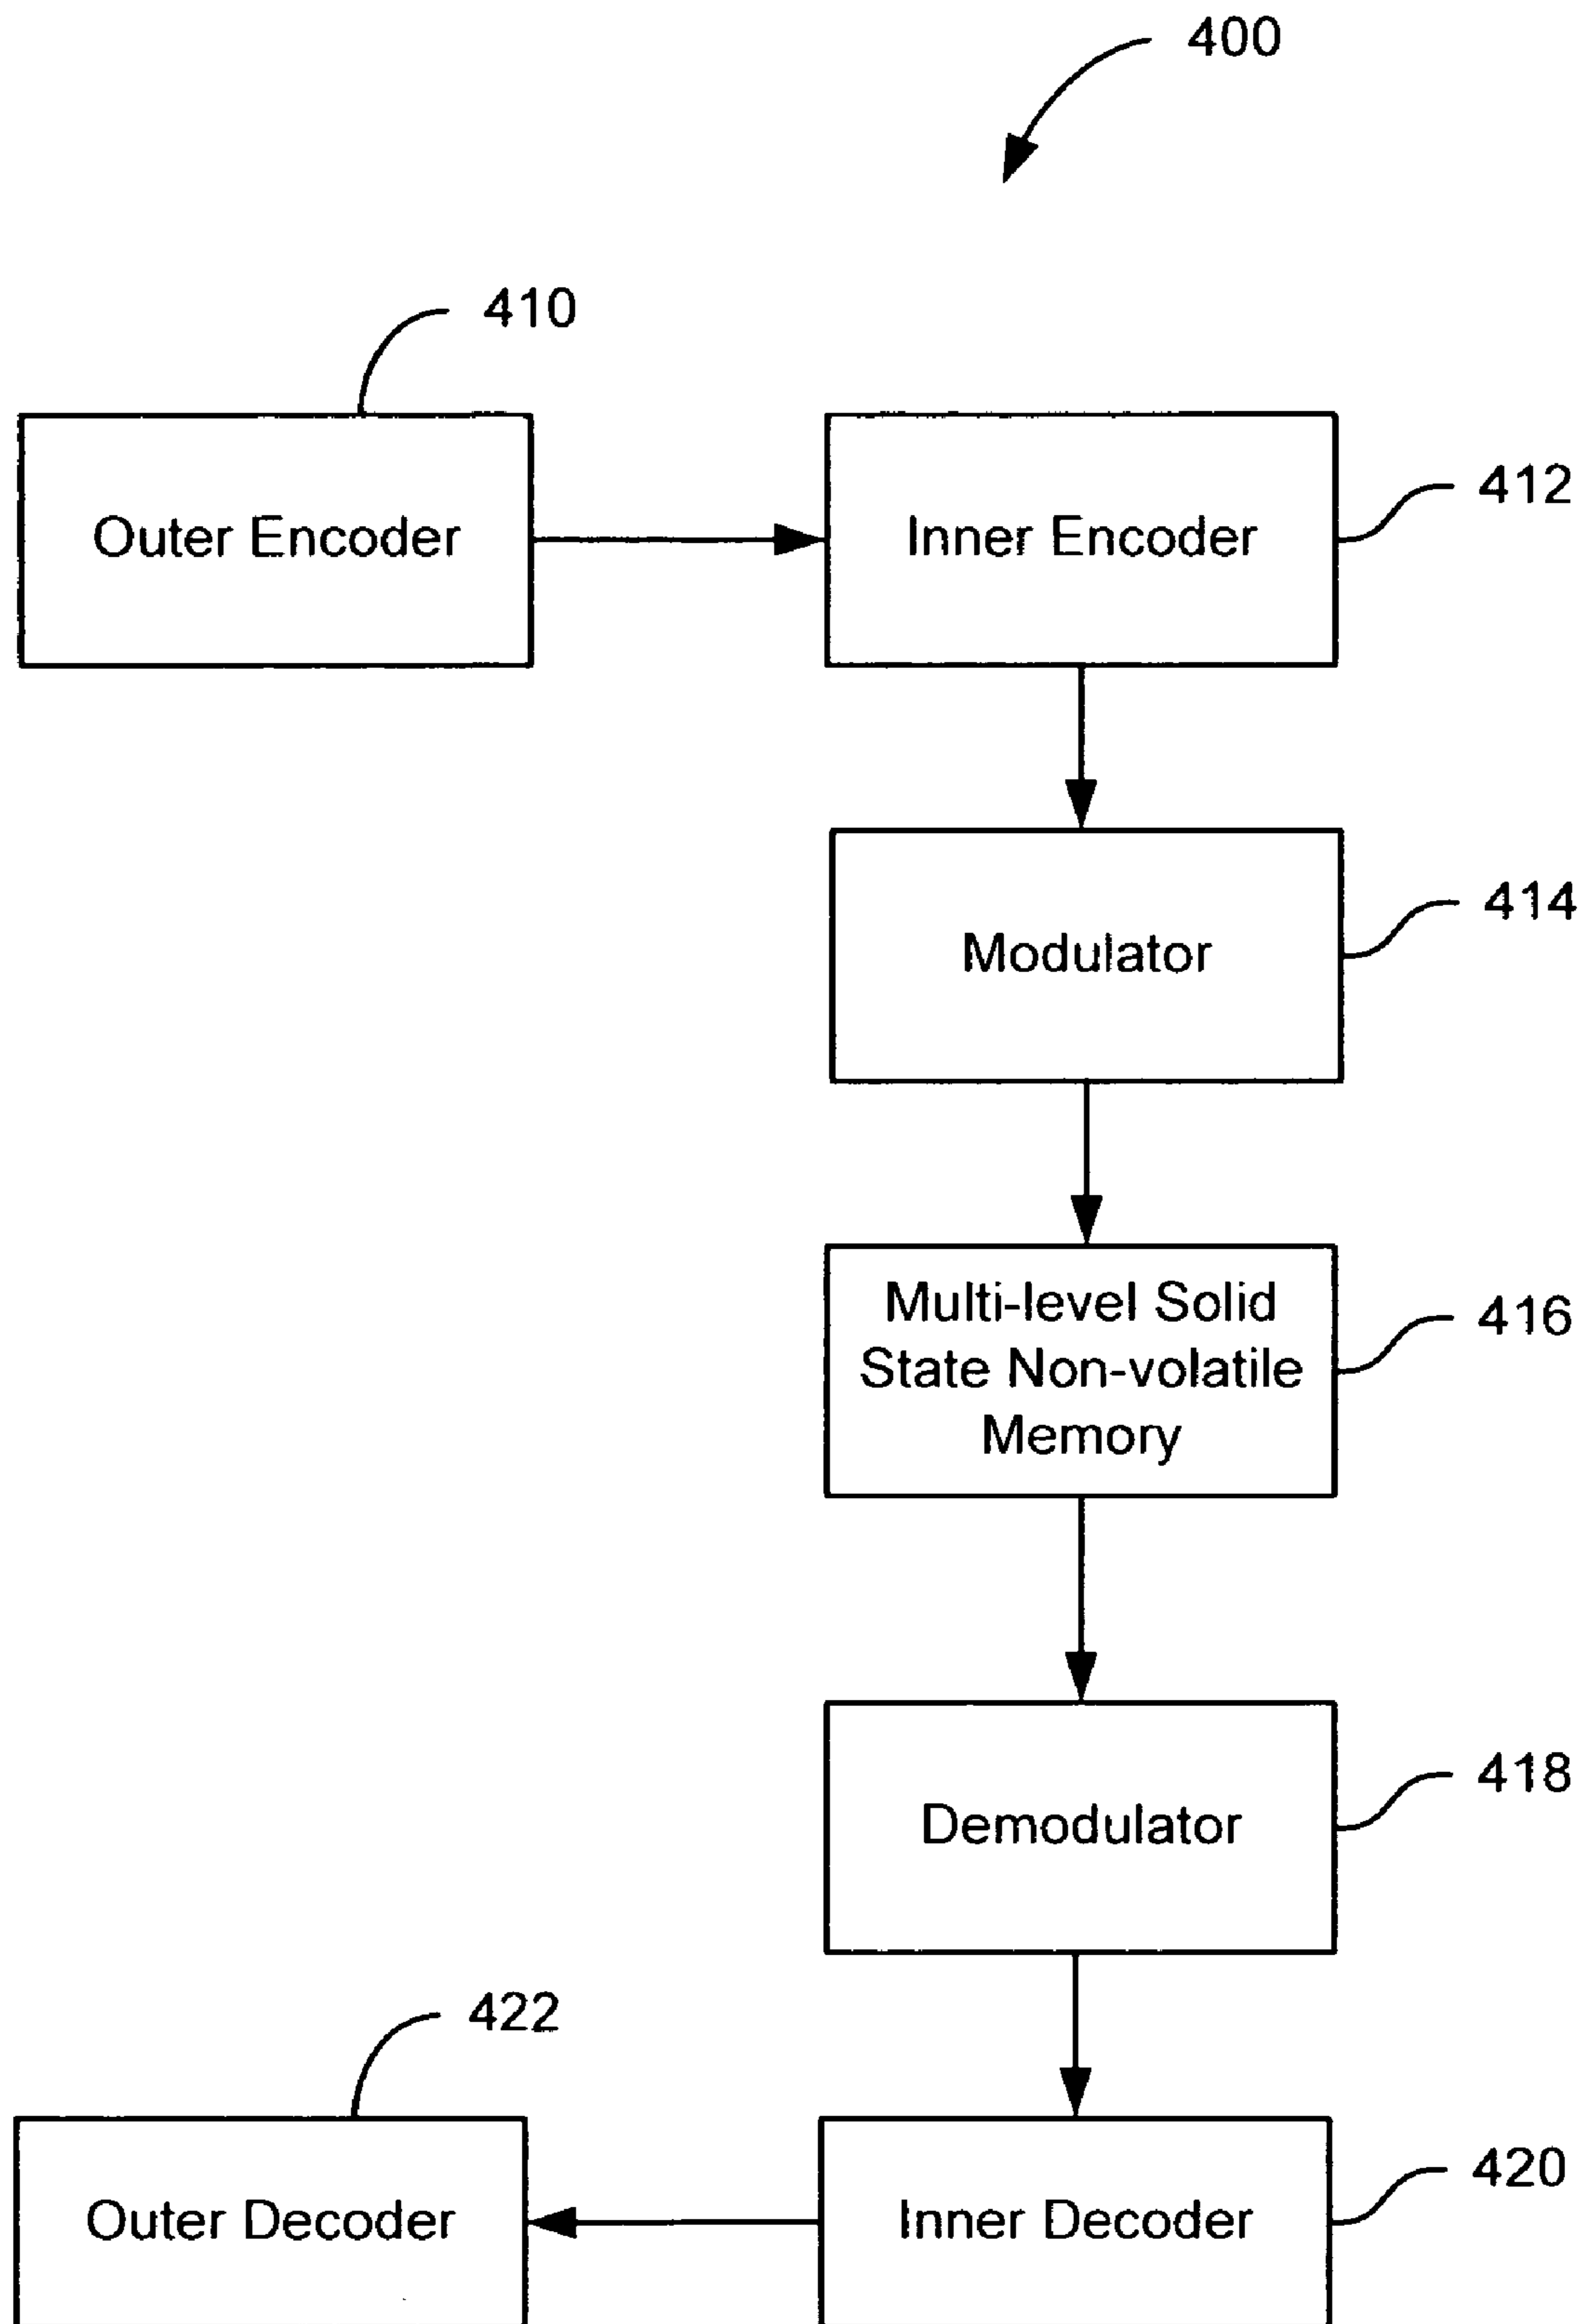 400
410
Outer Encoder
Inner Encoder
412
Modulator
414
Multi-level Solid
State Non-volatile
Memory
416
Demodulator
418
422
Outer Decoder
Inner Decoder
420